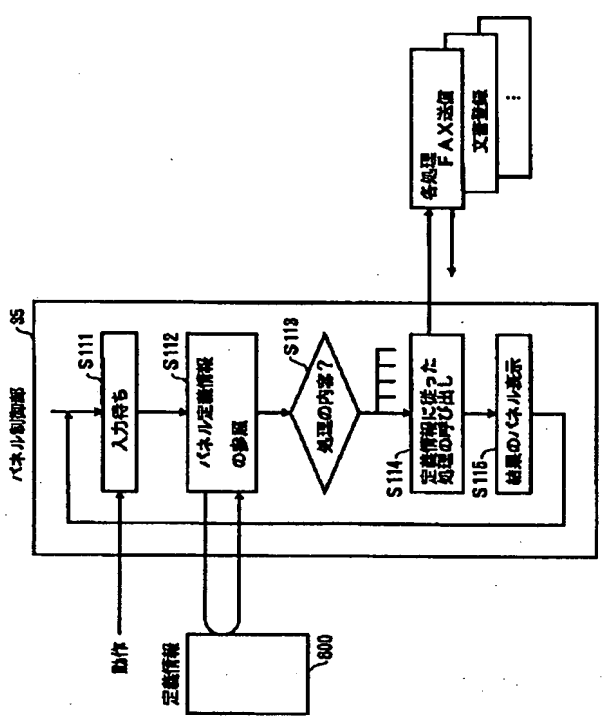 パネル制御部
35
動作
入力待ち
S111
定義情報
600
パネル定義情報
の参照
S112
処理の内容?
S113
定義情報に従った
処理の呼び出し
S114
結果のパネル表示
S115
各処理
FAX送信
文書登録
⋮